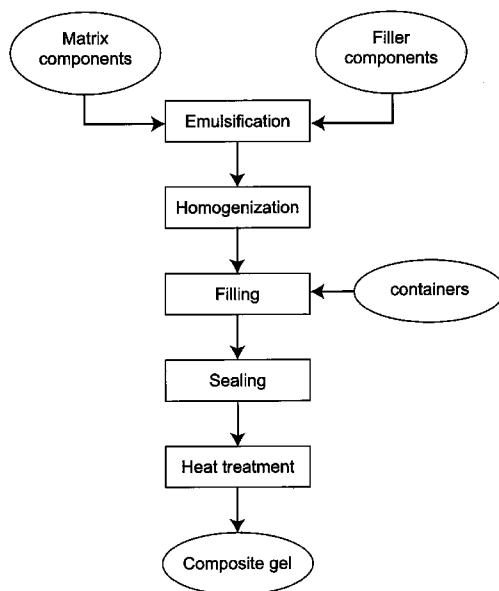 Matrix
components
Filler
components
Emulsification
Homogenization
Filling
containers
Sealing
Heat treatment
Composite gel